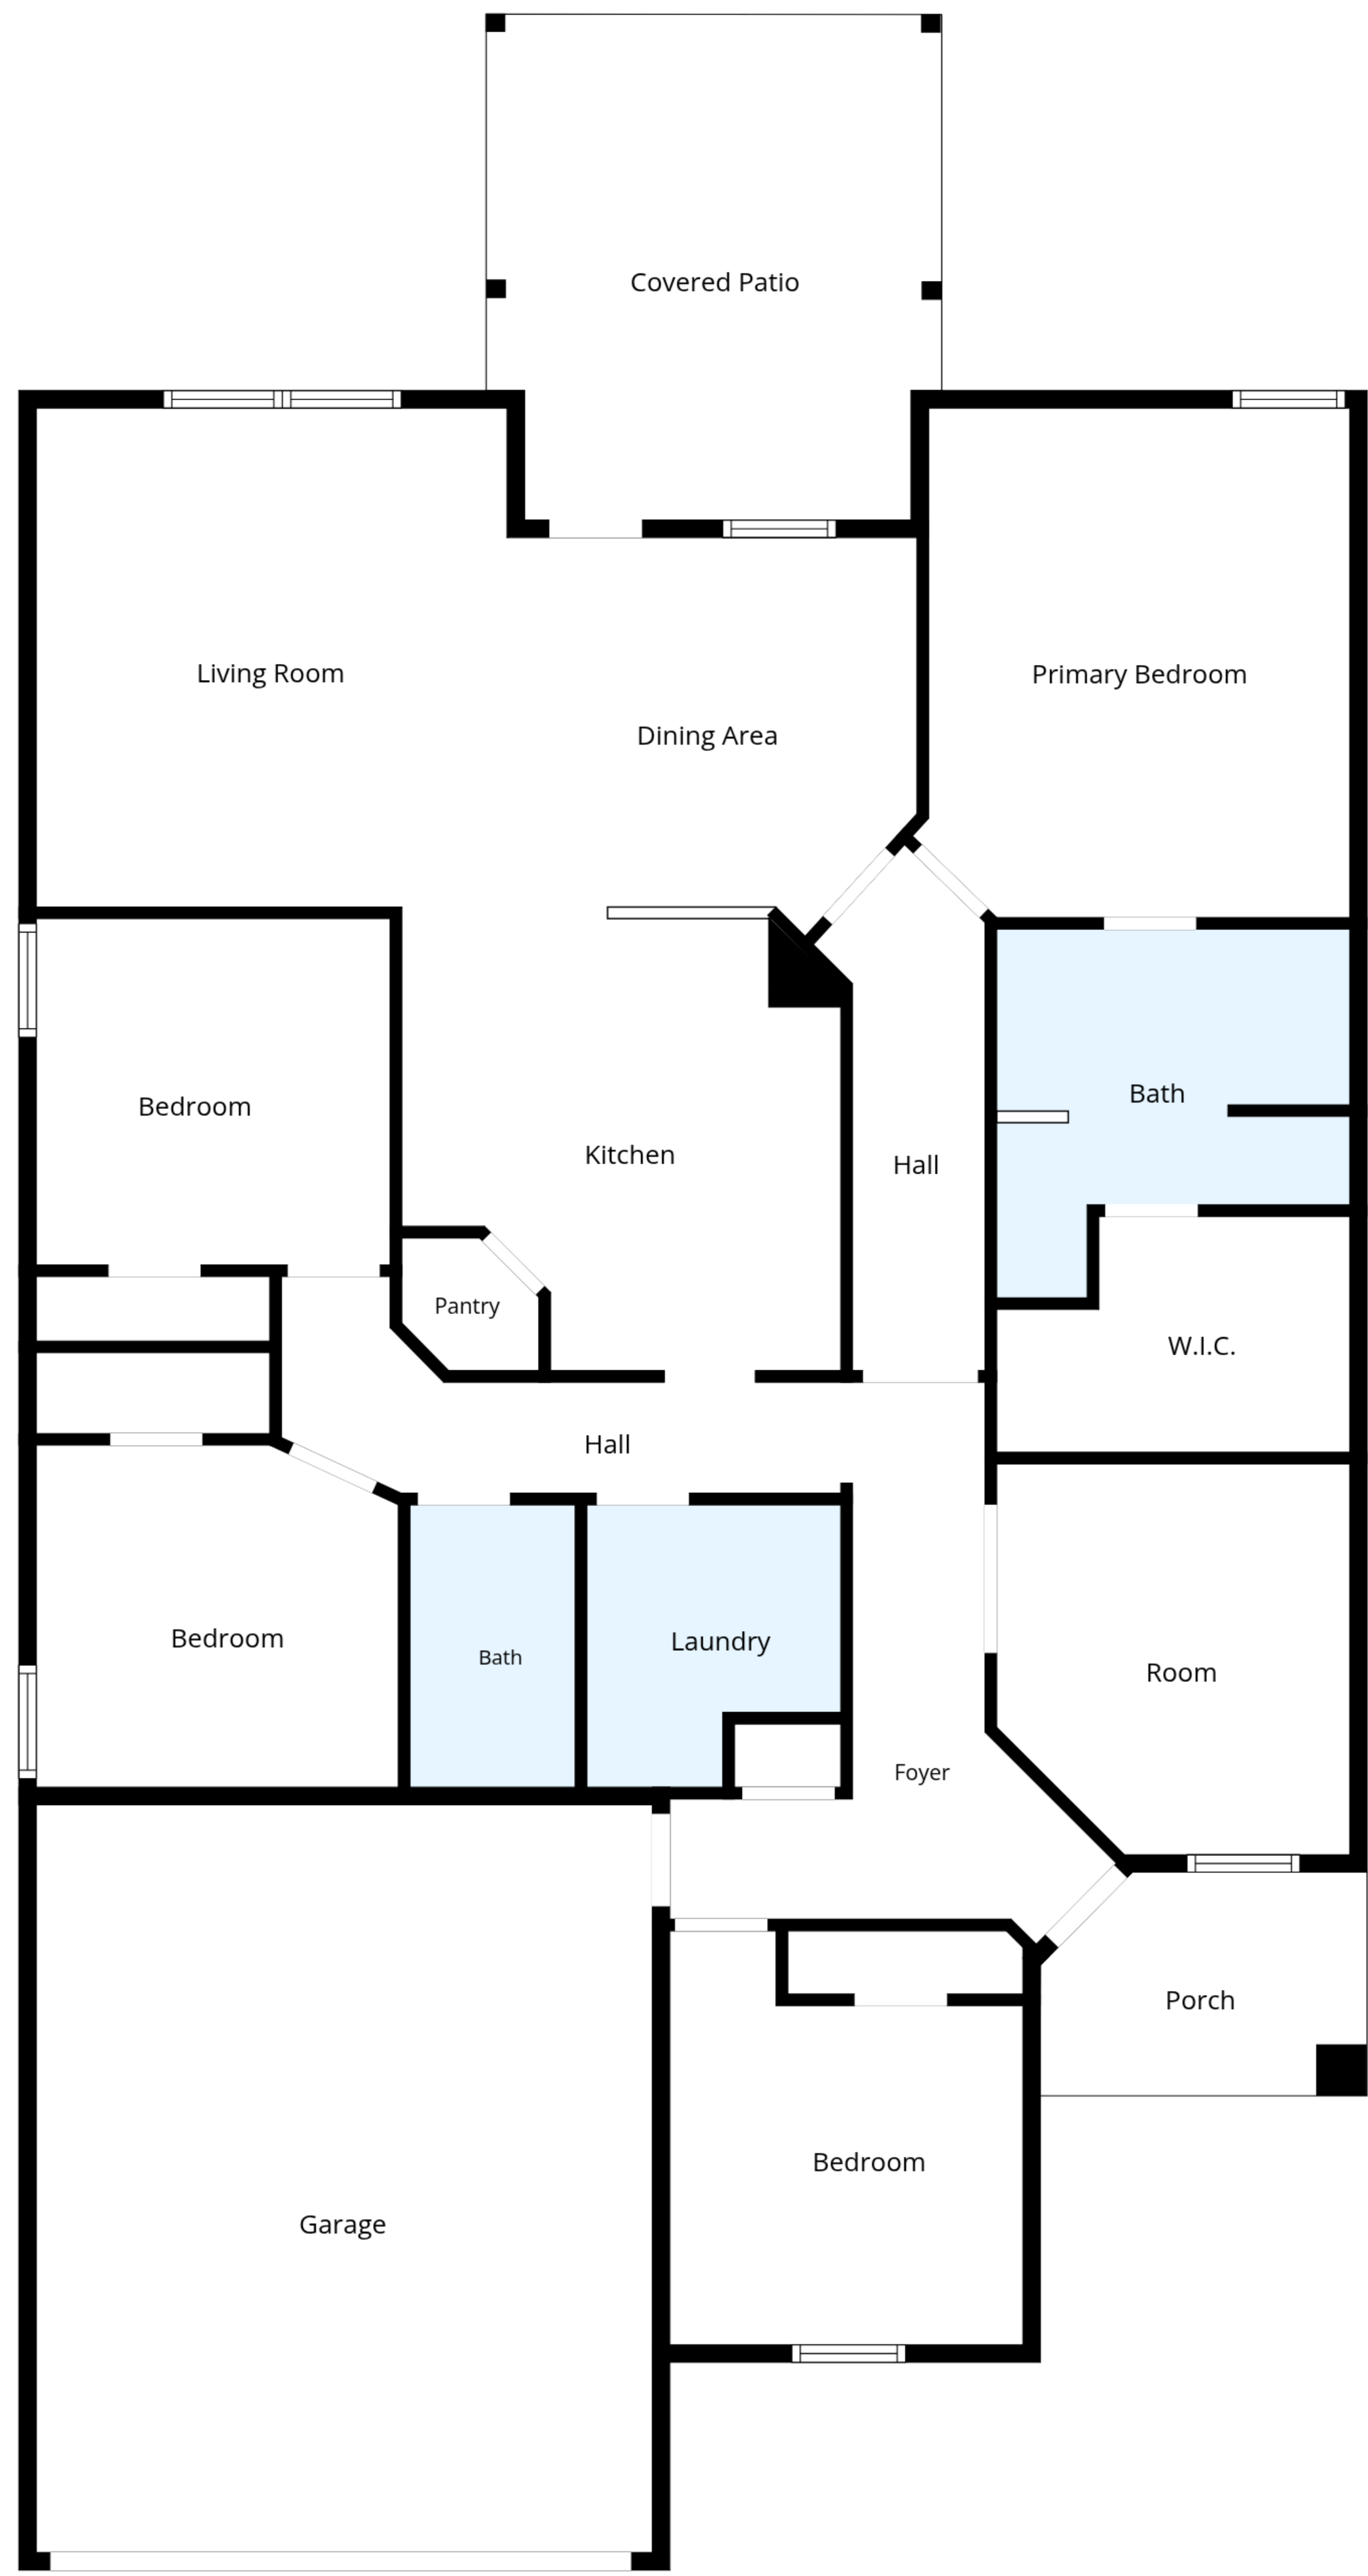 Covered Patio
Living Room
Primary Bedroom
Dining Area
Bath
Bedroom
Kitchen
Hall
Pantry
W.I.C.
Hall
Bedroom
Laundry
Bath
Room
Foyer
Porch
Bedroom
Garage